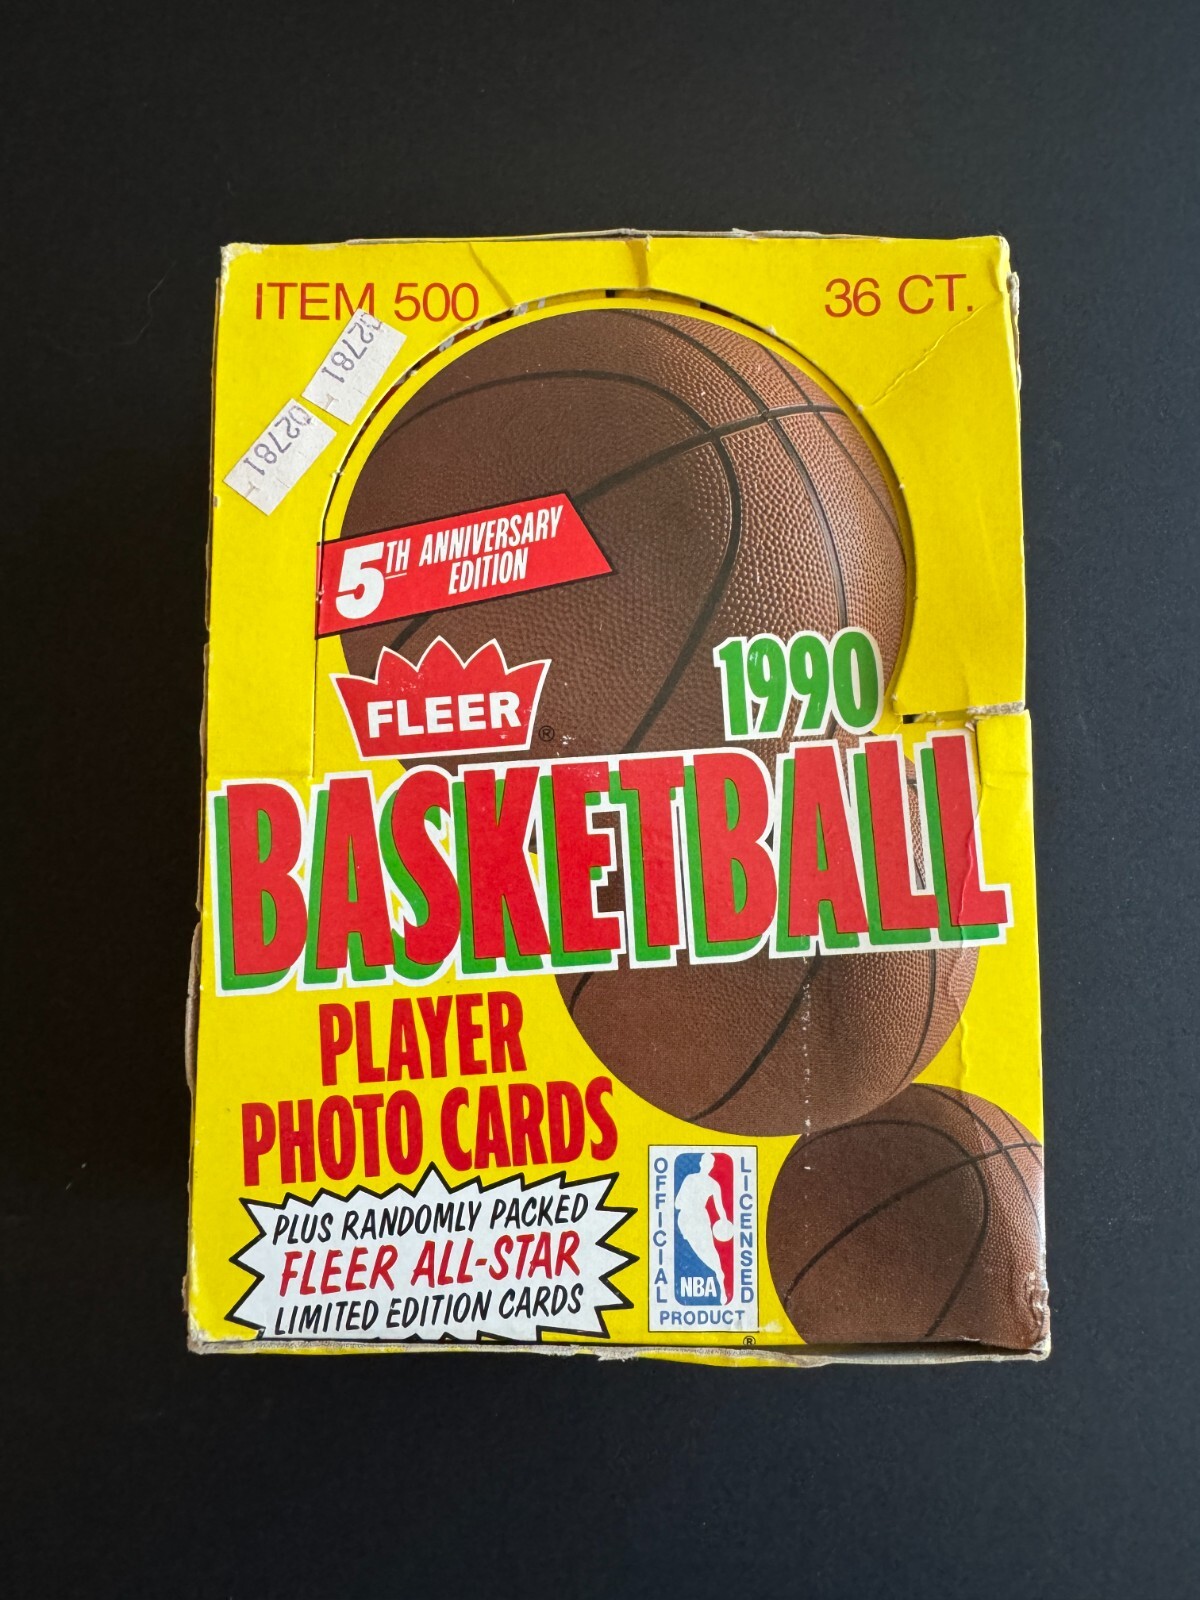 ITEM 500
36 CT.
02781
02781
5TH ANNIVERSARY
EDITION
FLEER®
1990
BASKETBALL
PLAYER
PHOTO CARDS
PLUS RANDOMLY PACKED
FLEER ALL-STAR
LIMITED EDITION CARDS
OFFICIAL
LICENSED
NBA
PRODUCT
®